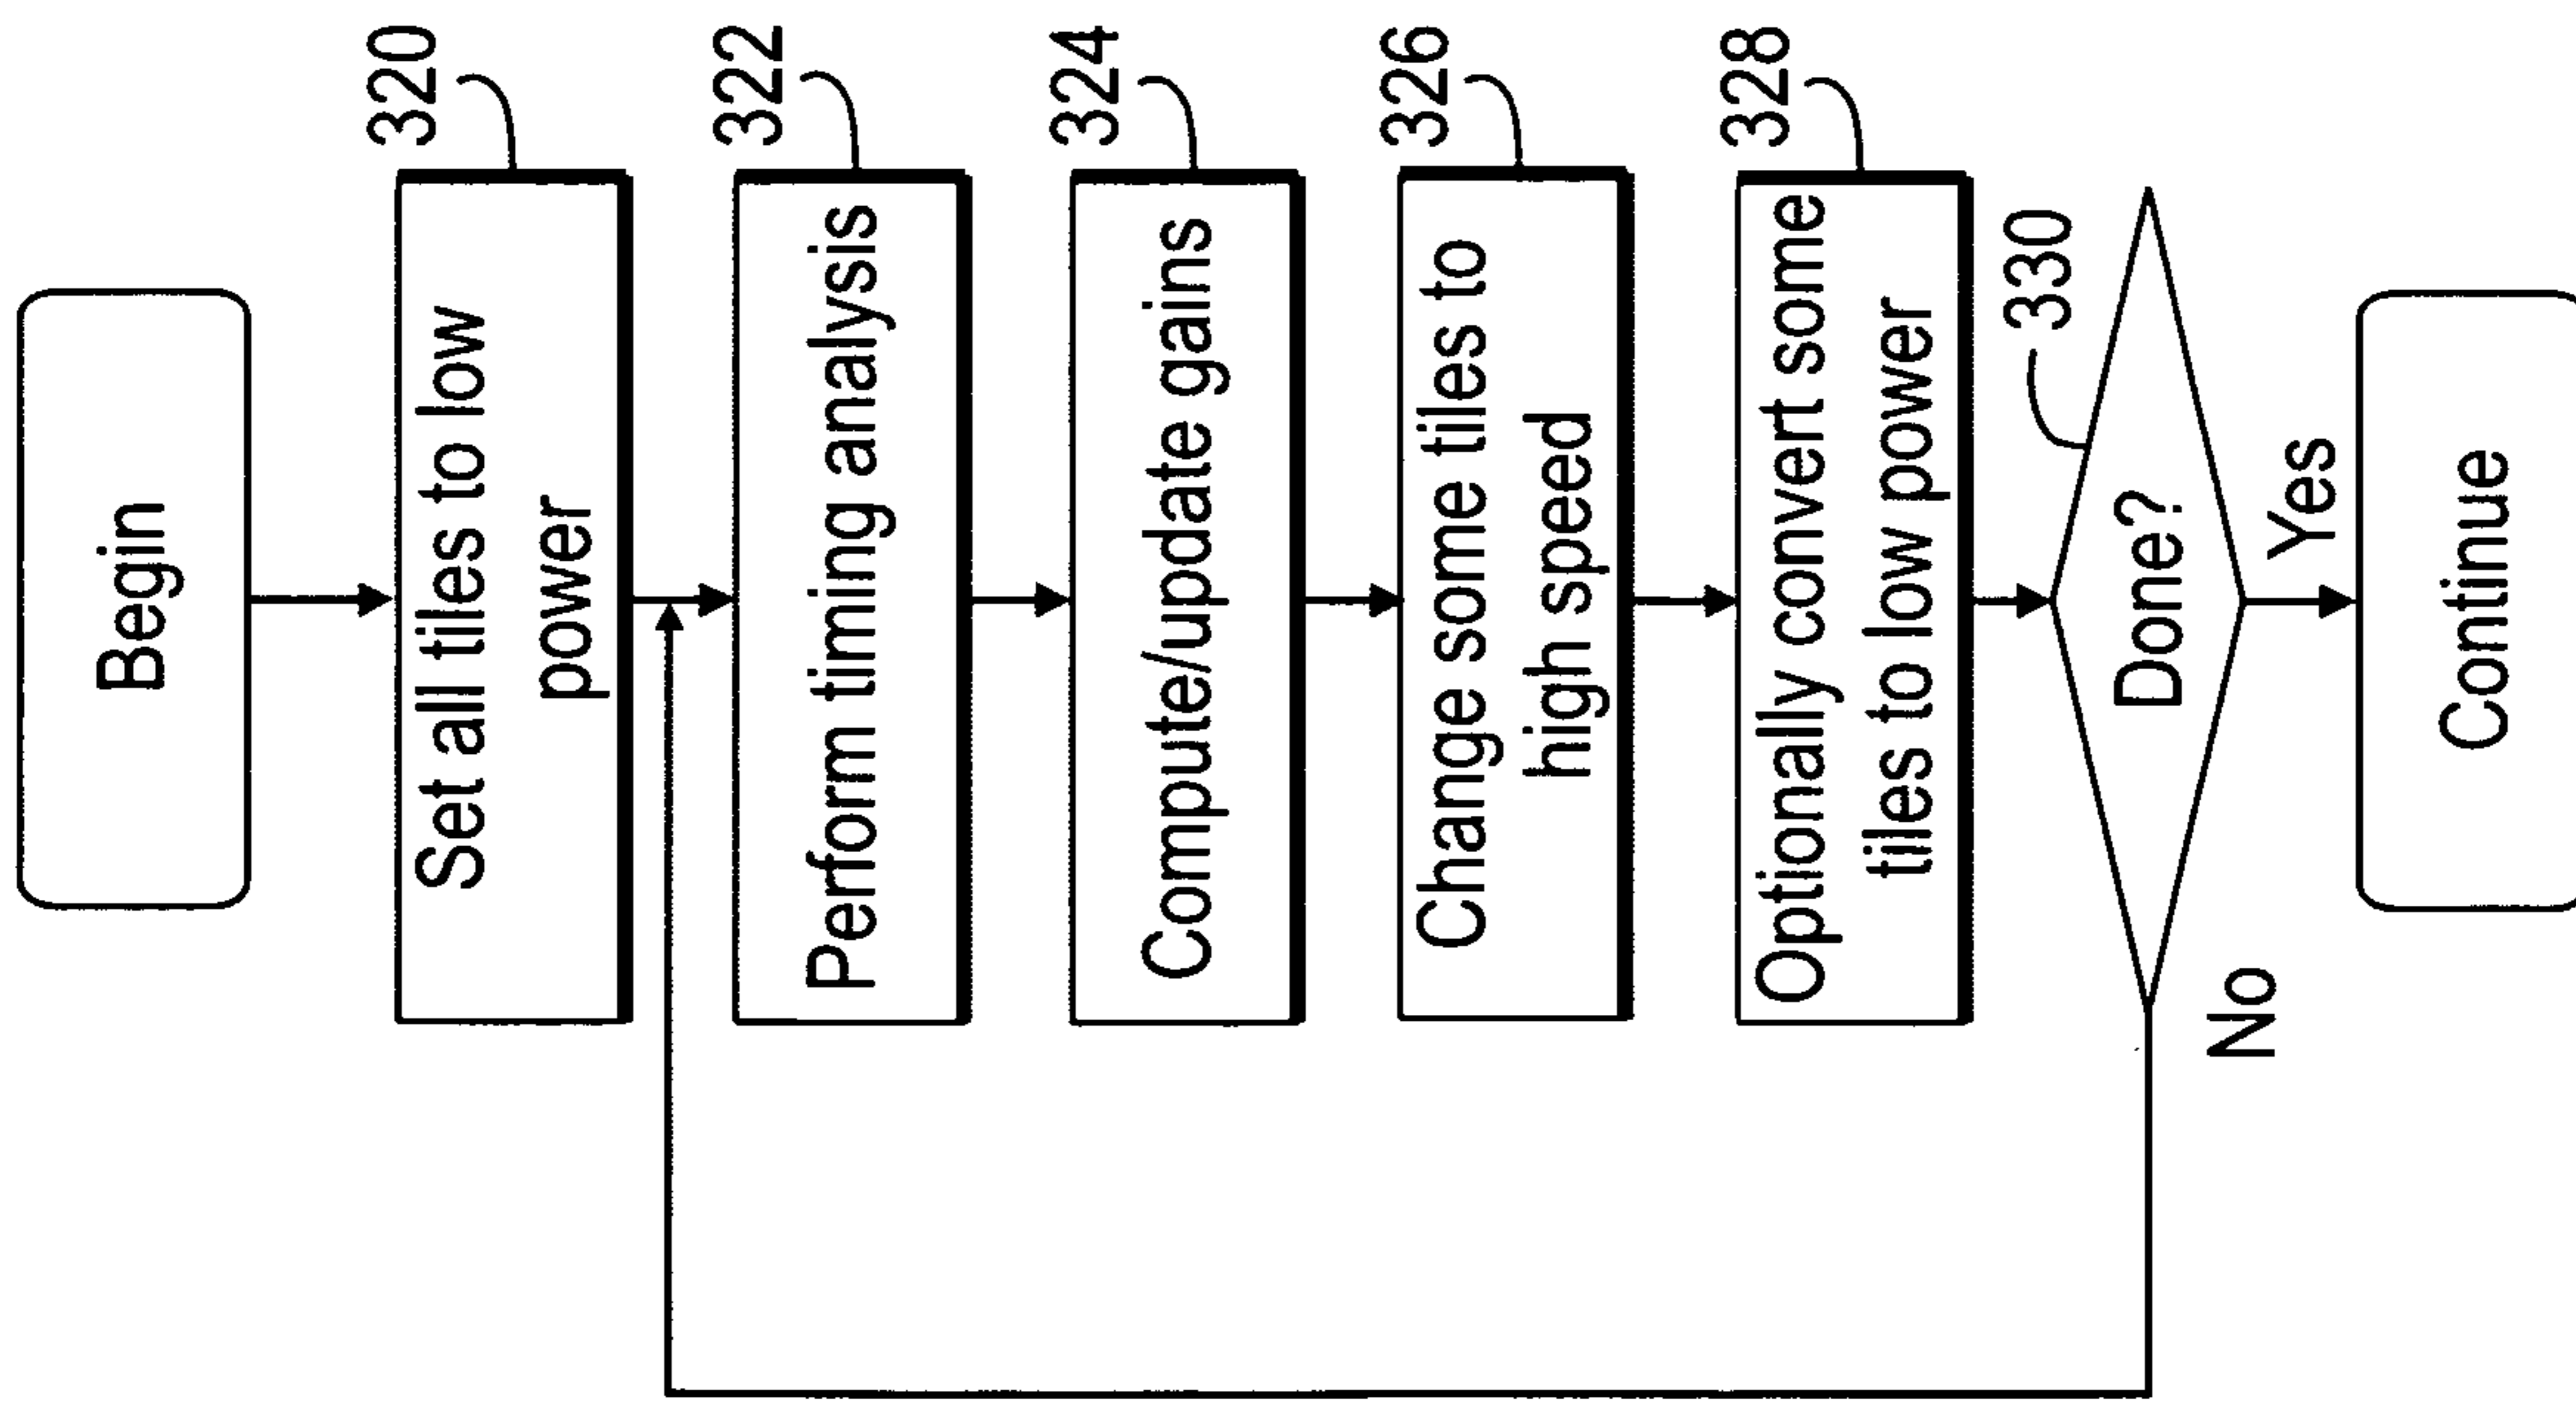 Begin
320
Set all tiles to low
power
322
Perform timing analysis
324
Compute/update gains
326
Change some tiles to
high speed
328
Optionally convert some
tiles to low power
330
Done?
No
Yes
Continue